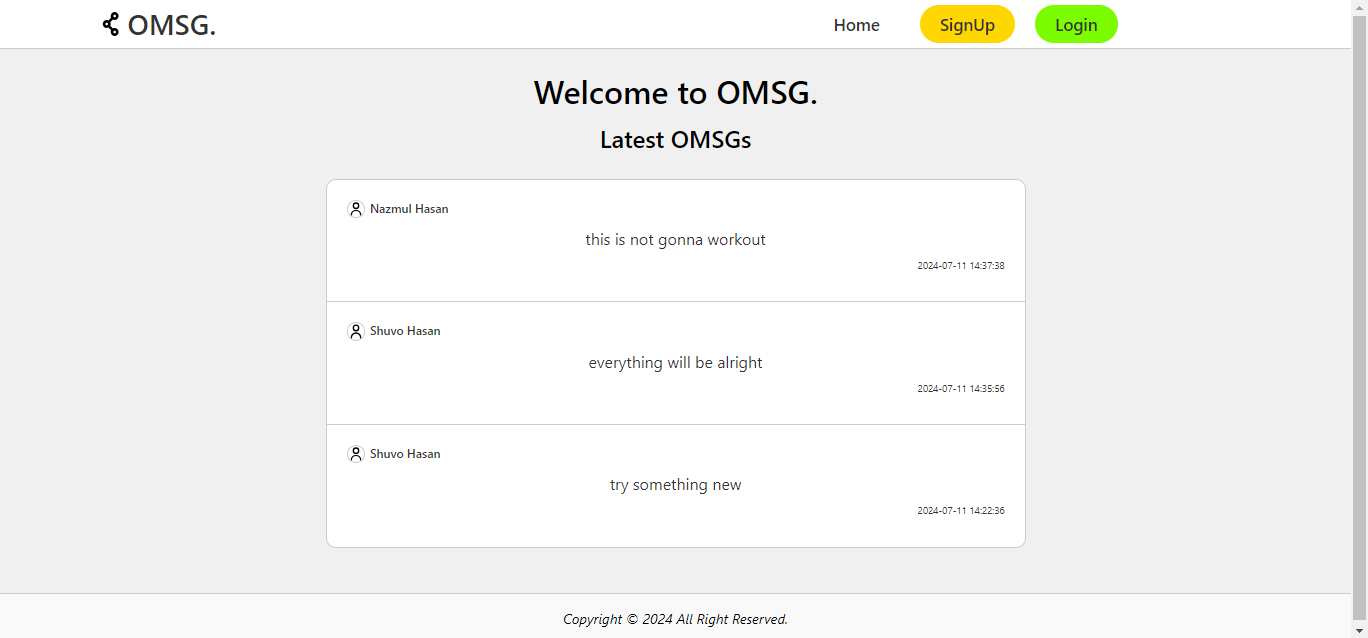 OMSG.
Home
SignUp
Login
Welcome to OMSG.
Latest OMSGs
Nazmul Hasan
this is not gonna workout
2024-07-11 14:37:38
Shuvo Hasan
everything will be alright
2024-07-11 14:35:56
Shuvo Hasan
try something new
2024-07-11 14:22:36
Copyright © 2024 All Right Reserved.